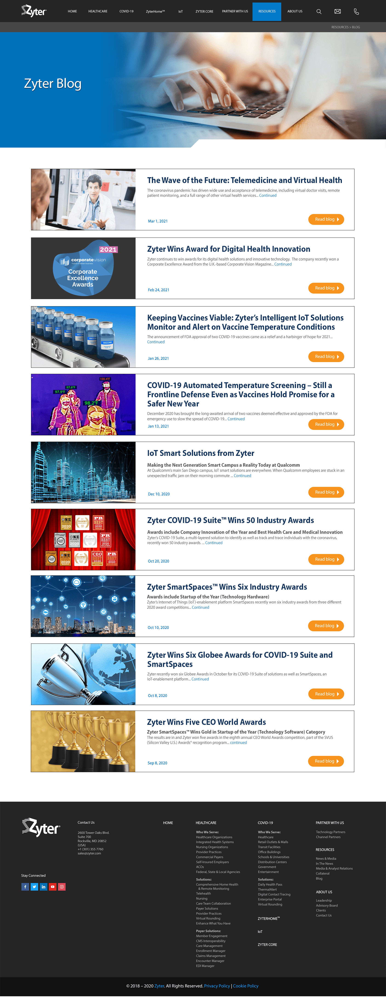 Zyter
HOME HEALTHCARE COVID-19 ZyterHome™ IoT ZYTER CORE PARTNER WITH US RESOURCES ABOUT US
RESOURCES > BLOG
Zyter Blog
The Wave of the Future: Telemedicine and Virtual Health
The coronavirus pandemic has driven wide use and acceptance of telemedicine, including virtual doctor visits, remote
patient monitoring, and a full range of other virtual health services... Continued
Mar 1, 2021
Read blog
2021
corporatevision
Future of better business
Corporate
Excellence
Awards
Zyter Wins Award for Digital Health Innovation
Zyter continues to win awards for its digital health solutions and innovative technology. The company recently won a
Corporate Excellence Award from the U.K.-based Corporate Vision Magazine... Continued
Feb 24, 2021
Read blog
VACCINE
Keeping Vaccines Viable: Zyter’s Intelligent IoT Solutions
Monitor and Alert on Vaccine Temperature Conditions
The announcement of FDA approval of two COVID-19 vaccines came as a relief and a harbinger of hope for 2021...
Continued
Jan 26, 2021
Read blog
100.4°F
97.6°F
97.9°F
98.2°F
COVID-19 Automated Temperature Screening – Still a
Frontline Defense Even as Vaccines Hold Promise for a
Safer New Year
December 2020 has brought the long-awaited arrival of two vaccines deemed effective and approved by the FDA for
emergency use to slow the spread of COVID-19... Continued
Jan 13, 2021
Read blog
IoT Smart Solutions from Zyter
Making the Next Generation Smart Campus a Reality Today at Qualcomm
At Qualcomm’s main San Diego campus, IoT smart solutions are everywhere. When Qualcomm employees are stuck in an
unexpected traffic jam on their morning commute ... Continued
Dec 10, 2020
Read blog
Zyter COVID-19 Suite™ Wins 50 Industry Awards
Awards include Company Innovation of the Year and Best Health Care and Medical Innovation
Zyter’s COVID-19 Suite, a multi-layered solution to identify as well as track and trace individuals with the coronavirus,
recently won 50 industry awards. ... Continued
Oct 20, 2020
Read blog
Zyter SmartSpaces™ Wins Six Industry Awards
Awards include Startup of the Year (Technology Hardware)
Zyter’s Internet of Things (IoT)-enablement platform SmartSpaces recently won six industry awards from three different
2020 award competitions... Continued
Oct 10, 2020
Read blog
Zyter Wins Six Globee Awards for COVID-19 Suite and
SmartSpaces
Zyter recently won six Globee Awards in October for its COVID-19 Suite of solutions as well as SmartSpaces, an
IoT-enablement platform... Continued
Oct 8, 2020
Read blog
Zyter Wins Five CEO World Awards
Zyter SmartSpaces™ Wins Gold in Startup of the Year (Technology Software) Category
The results are in and Zyter won five awards in the eighth annual CEO World Awards competition, part of the SVUS
(Silicon Valley U.S.) Awards® recognition program... continued
Sep 8, 2020
Read blog
Zyter®
Contact Us
2600 Tower Oaks Blvd.
Suite 700
Rockville, MD 20852
(USA)
+1 (301) 355 7760
sales@zyter.com
Stay Connected
HOME
HEALTHCARE
Who We Serve:
Healthcare Organizations
Integrated Health Systems
Nursing Organizations
Provider Practices
Commercial Payers
Self-Insured Employers
ACOs
Federal, State & Local Agencies
Solutions:
Comprehensive Home Health
& Remote Monitoring
Telehealth
Nursing
Care Team Collaboration
Payer Solutions
Provider Practices
Virtual Rounding
Enhance What You Have
Payer Solutions:
Member Engagement
CMS Interoperability
Care Management
Enrollment Manager
Claims Management
Encounter Manager
EDI Manager
COVID-19
Who We Serve:
Healthcare
Retail Outlets & Malls
Transit Facilities
Office Buildings
Schools & Universities
Distribution Centers
Government
Entertainment
Solutions:
Daily Health Pass
ThermalAlert
Digital Contact Tracing
Enterprise Portal
Virtual Rounding
ZYTERHOME™
IoT
ZYTER CORE
PARTNER WITH US
Technology Partners
Channel Partners
RESOURCES
News & Media
In The News
Media & Analyst Relations
Collateral
Blog
ABOUT US
Leadership
Advisory Board
Clients
Contact Us
© 2018 – 2020 Zyter. All Rights Reserved. Privacy Policy | Cookie Policy